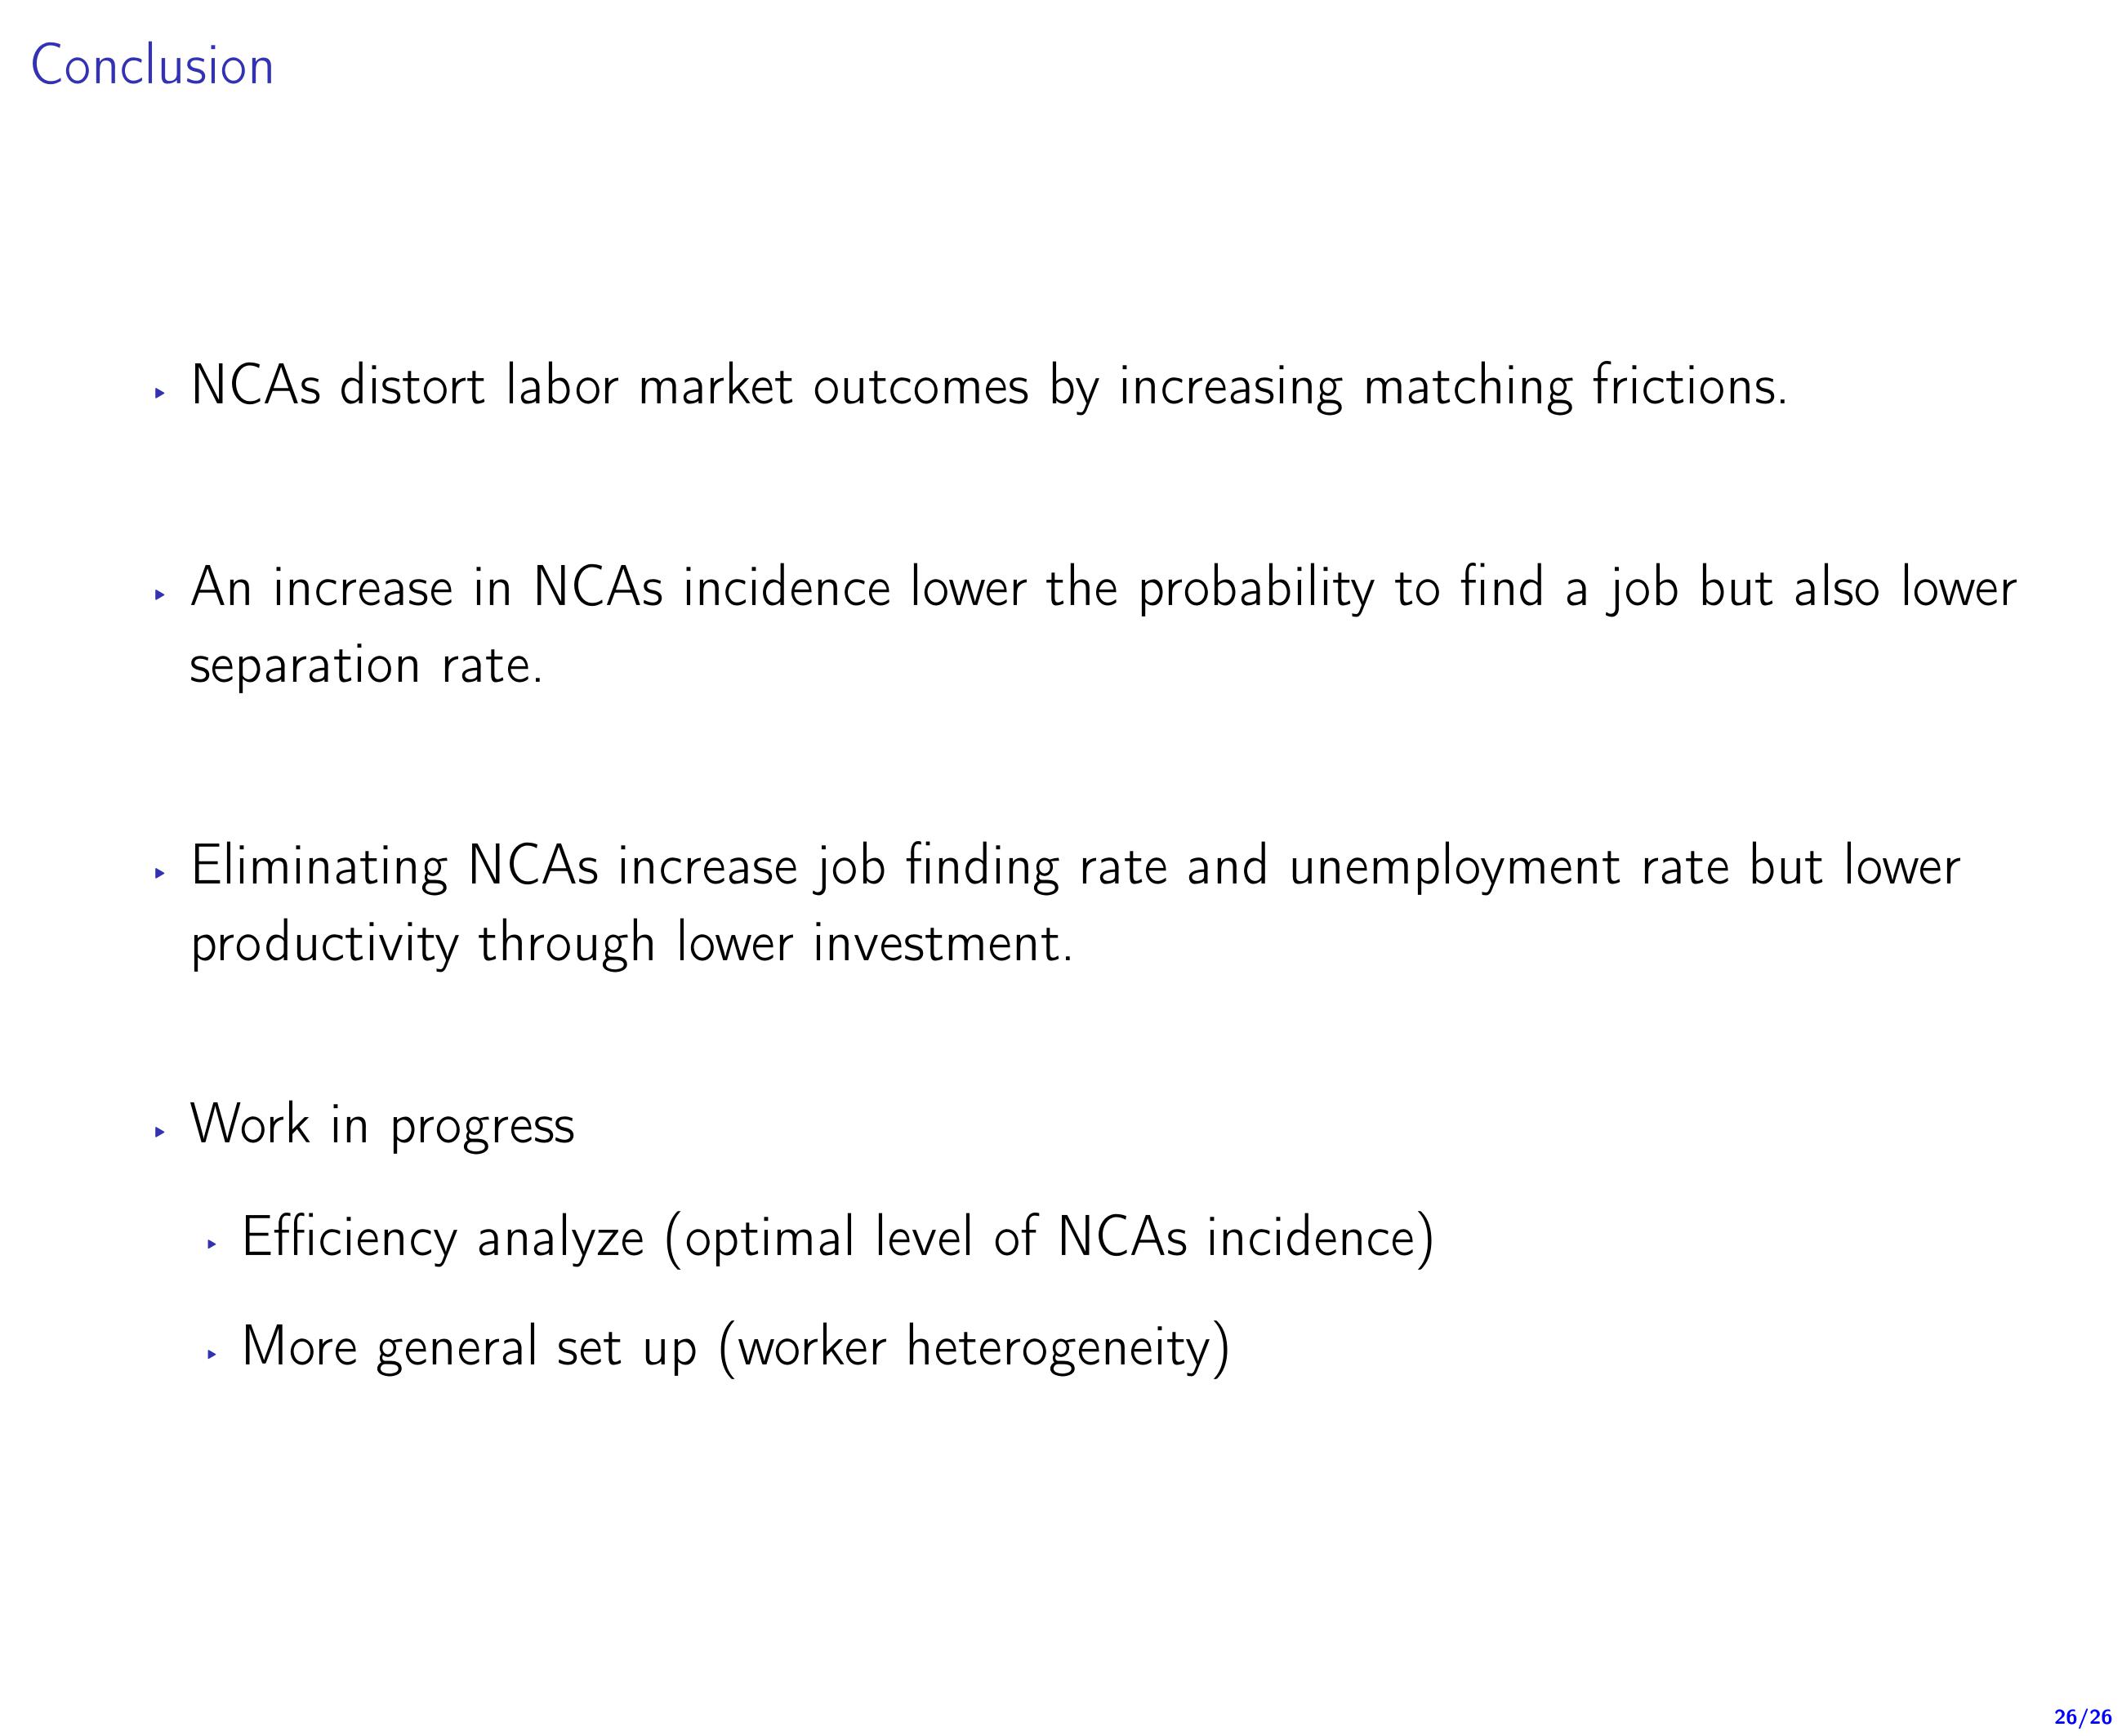 Conclusion
NCAs distort labor market outcomes by increasing matching frictions.
An increase in NCAs incidence lower the probability to find a job but also lower
separation rate.
Eliminating NCAs increase job finding rate and unemployment rate but lower
productivity through lower investment.
Work in progress
Efficiency analyze (optimal level of NCAs incidence)
More general set up (worker heterogeneity)
26/26